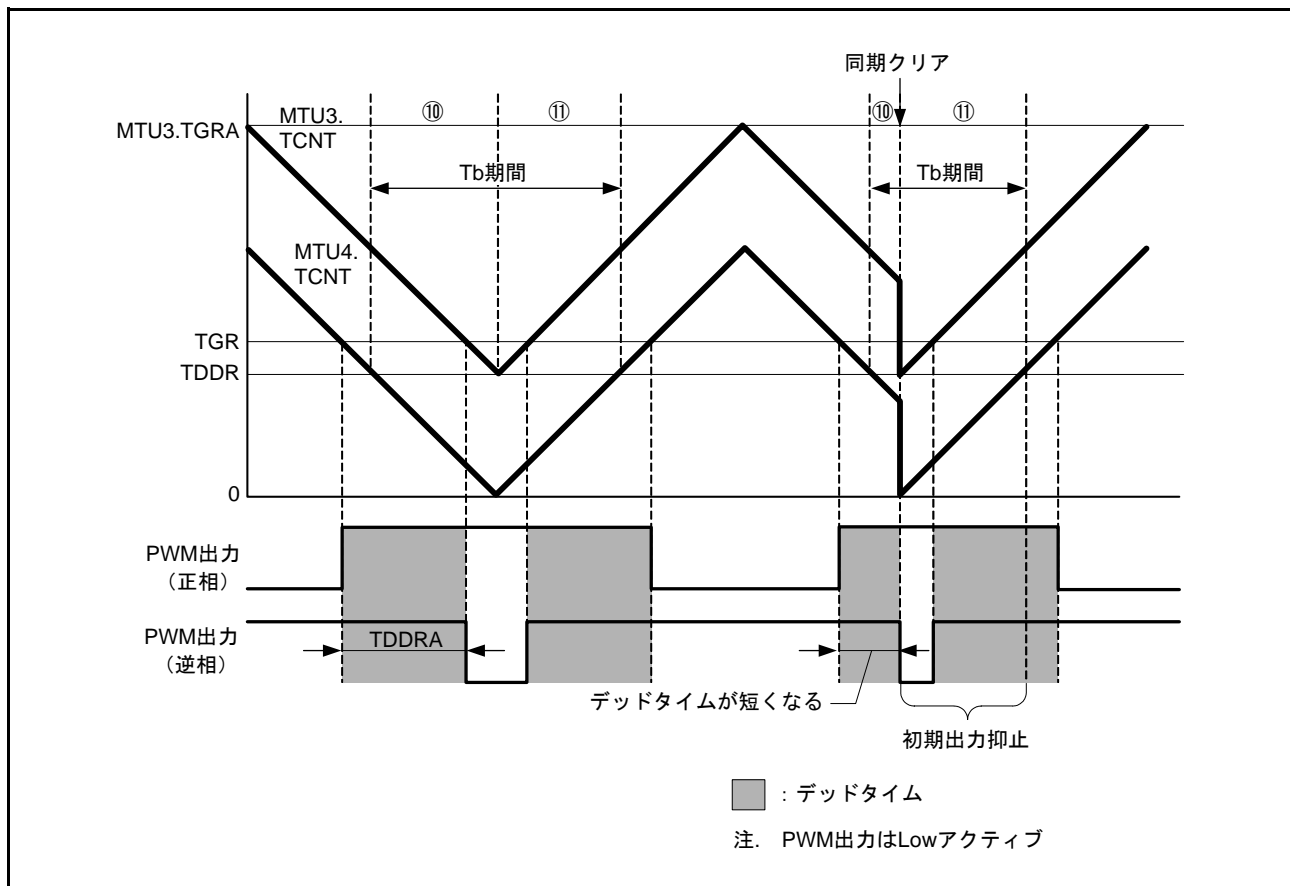 同期クリア
MTU3.TGRA
MTU3.
TCNT
⑩
⑪
⑩
⑪
Tb期間
Tb期間
MTU4.
TCNT
TGR
TDDR
0
PWM出力
（正相）
PWM出力
（逆相）
TDDRA
デッドタイムが短くなる
初期出力抑止
：デッドタイム
注. PWM出力はLowアクティブ